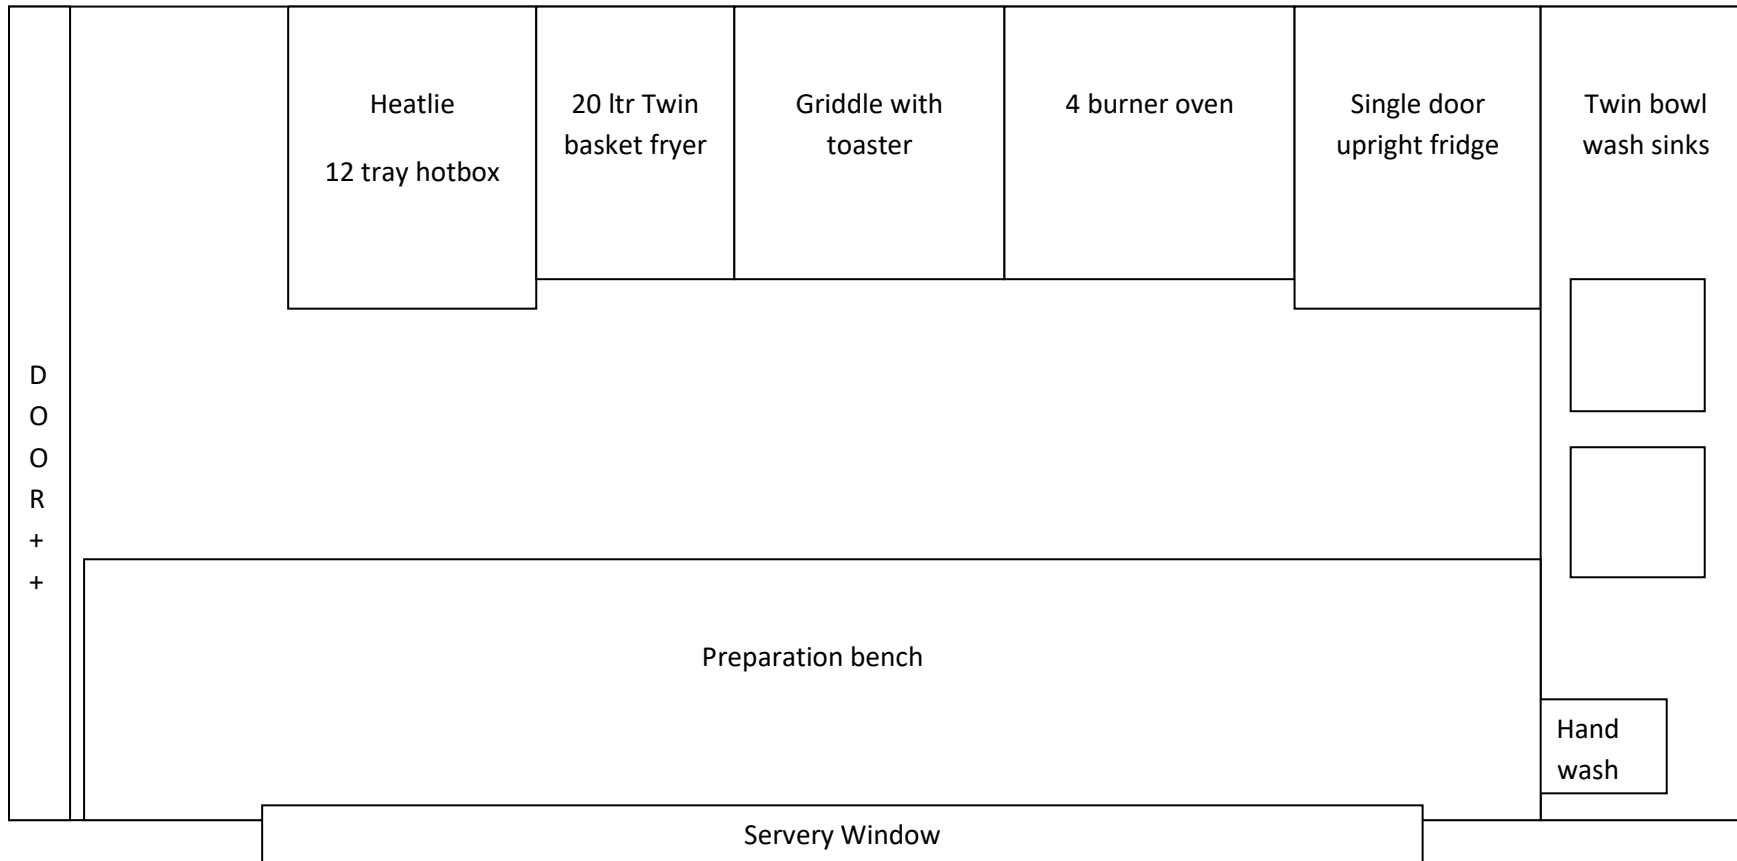 Heatlie
12 tray hotbox
20 ltr Twin
basket fryer
Griddle with
toaster
4 burner oven
Single door
upright fridge
Twin bowl
wash sinks
D
O
O
R
+
+
Preparation bench
Hand
wash
Servery Window